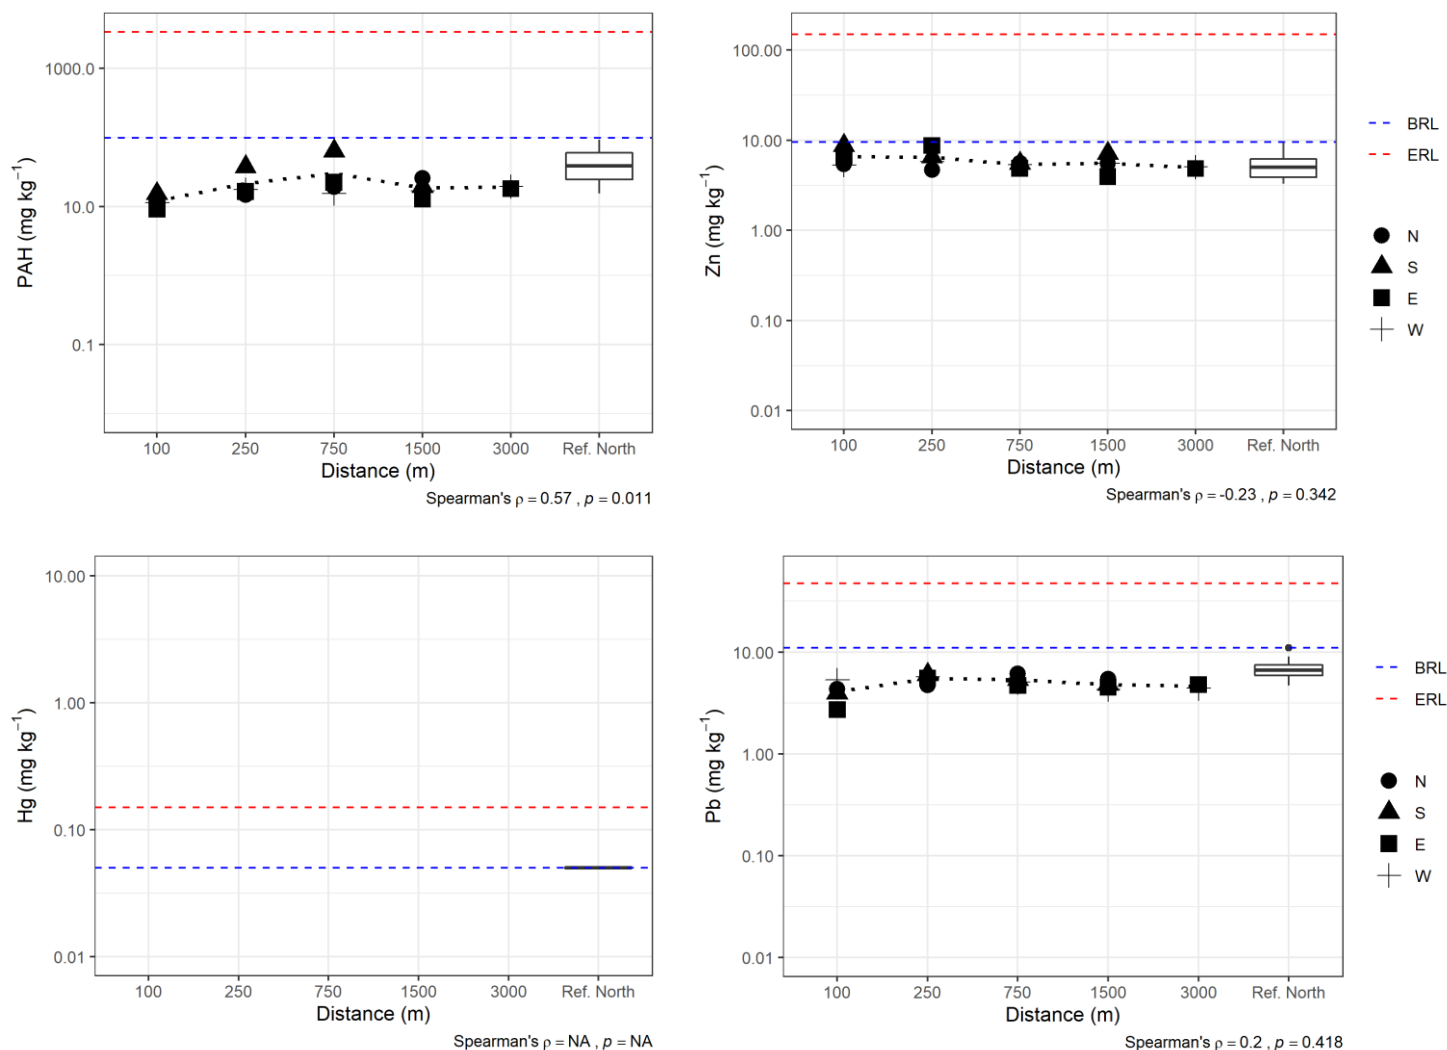 PAH (mg kg⁻¹)
1000.0
10.0
0.1
100 250 750 1500 3000 Ref. North
Distance (m)
Spearman's ρ = 0.57 , p = 0.011
Zn (mg kg⁻¹)
100.00
10.00
1.00
0.10
0.01
100 250 750 1500 3000 Ref. North
Distance (m)
Spearman's ρ = -0.23 , p = 0.342
BRL
ERL
N
S
E
W
Hg (mg kg⁻¹)
10.00
1.00
0.10
0.01
100 250 750 1500 3000 Ref. North
Distance (m)
Spearman's ρ = NA , p = NA
Pb (mg kg⁻¹)
10.00
1.00
0.10
0.01
100 250 750 1500 3000 Ref. North
Distance (m)
Spearman's ρ = 0.2 , p = 0.418
BRL
ERL
N
S
E
W